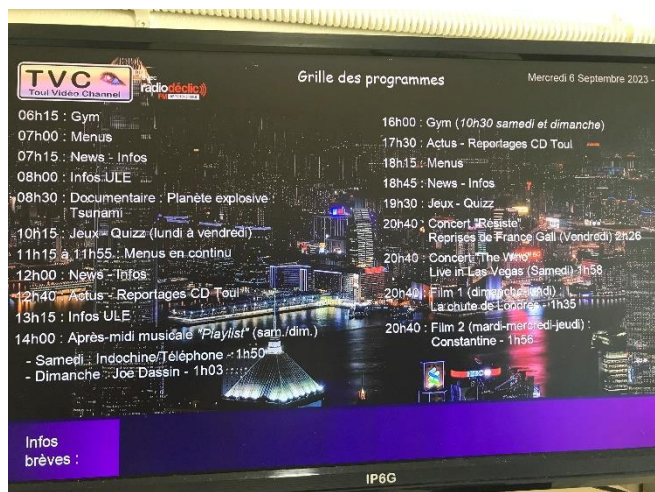 TVC
Toul Vidéo Channel
avec
radiodéclic))
FM
Grille des programmes
Mercredi 6 Septembre 2023 -
06h15 : Gym
07h00 : Menus
07h15 : News - Infos
08h00 : Infos ULE
08h30 : Documentaire : Planète explosive
Tsunami
10h15 : Jeux - Quizz (lundi à vendredi)
11h15 à 11h55 : Menus en continu
12h00 : News - Infos
12h40 : Actus - Reportages CD Toul
13h15 : Infos ULE
14h00 : Après-midi musicale "Playlist" (sam./dim.)
- Samedi : Indochine/Téléphone - 1h50
- Dimanche : Joe Dassin - 1h03
16h00 : Gym (10h30 samedi et dimanche)
17h30 : Actus - Reportages CD Toul
18h15 : Menus
18h45 : News - Infos
19h30 : Jeux - Quizz
20h40 : Concert "Résiste"
Reprises de France Gall (Vendredi) 2h26
20h40 : Concert "The Who"
Live in Las Vegas (Samedi) 1h58
20h40 : Film 1 (dimanche-lundi) :
La chute de Londres - 1h35
20h40 : Film 2 (mardi-mercredi-jeudi) :
Constantine - 1h56
Infos
brèves :
IP6G